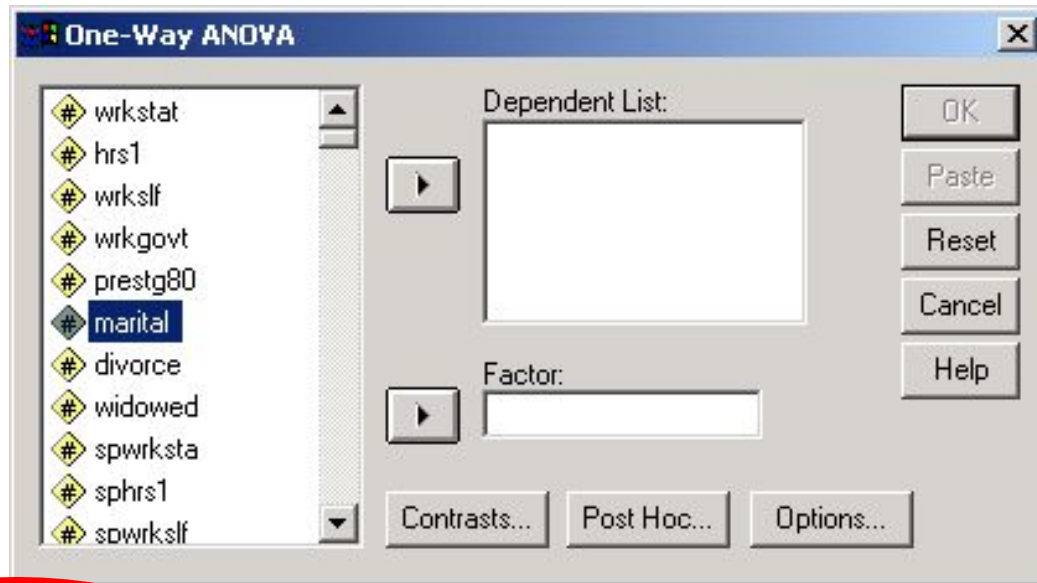 One-Way ANOVA
wrkstat
hrs1
wrkslf
wrkgovt
prestg80
marital
divorce
widowed
spwrksta
sphrs1
spwrkslf
Dependent List:
Factor:
OK
Paste
Reset
Cancel
Help
Contrasts...
Post Hoc...
Options...